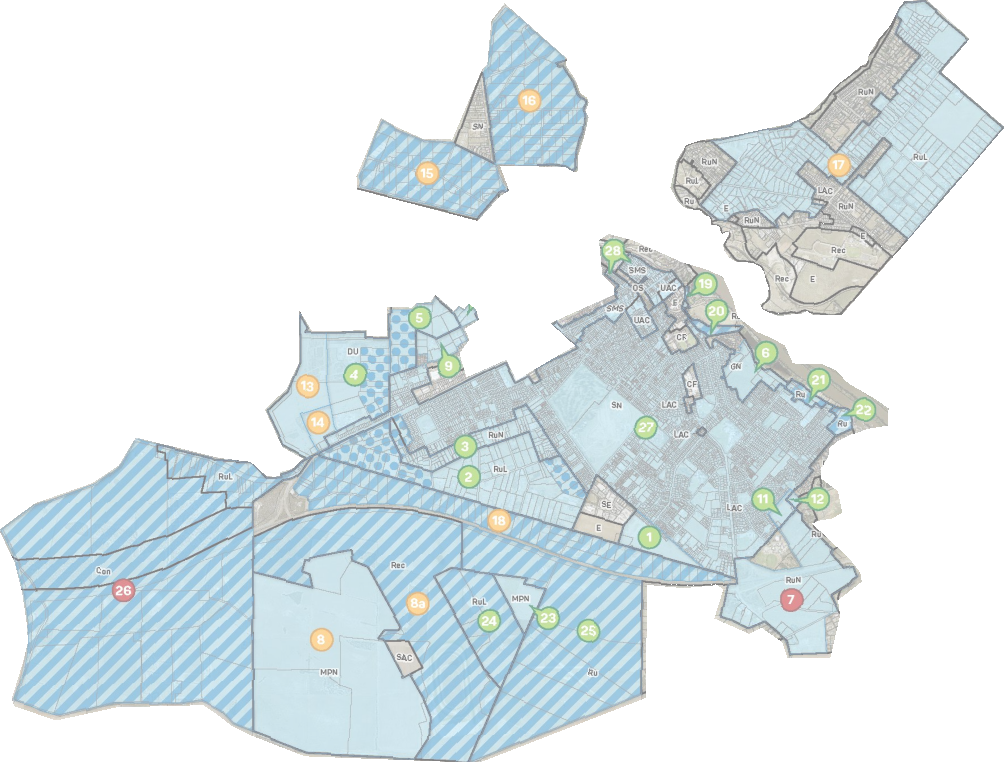 16
SN
15
RuN
17
RuL
RuN
RuL
Ru
LAC
RuN
E
RuN
E
Rec
Rec
E
28
Rec
SMS
OS
UAC
19
E
SMS
UAC
20
CF
5
DU
9
4
6
GN
13
CF
21
Ru
14
SN
LAC
22
Ru
27
LAC
3
RuN
2
RuL
RuL
SE
11
12
LAC
18
E
1
Ru
Con
26
Rec
RuN
7
8a
RuL
MPN
24
23
25
8
SAC
MPN
Ru